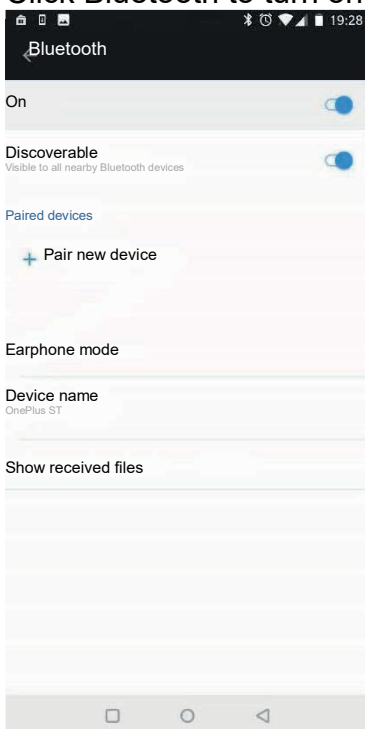 Click Bluetooth to turn on
19:28
Bluetooth
On
Discoverable
Visible to all nearby Bluetooth devices
Paired devices
+ Pair new device
Earphone mode
Device name
OnePlus ST
Show received files